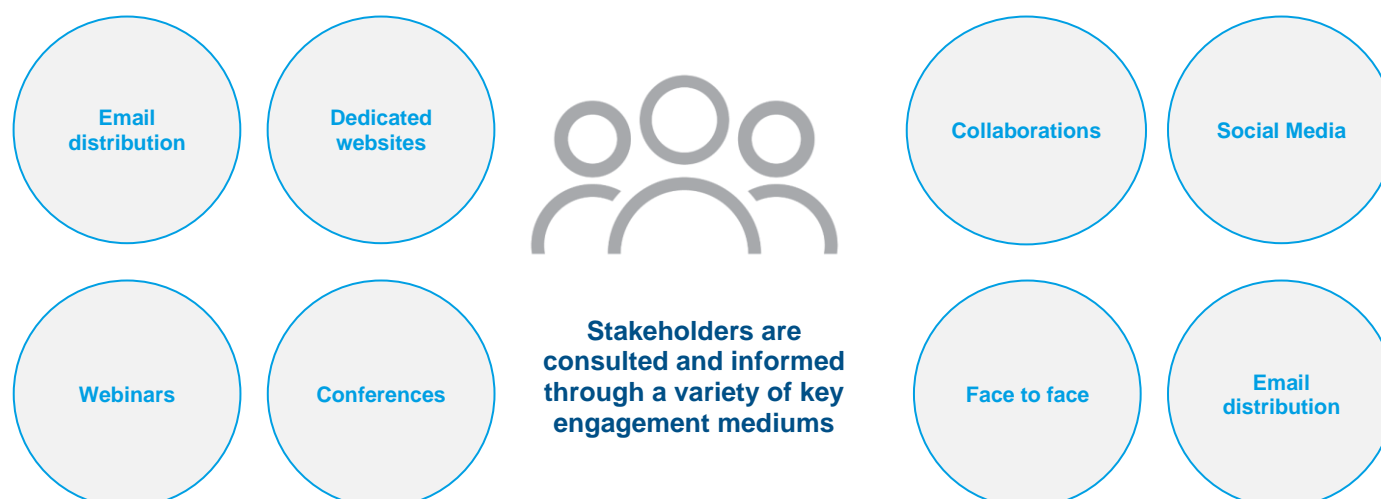 Email
distribution
Dedicated
websites
Collaborations
Social Media
Webinars
Conferences
Stakeholders are
consulted and informed
through a variety of key
engagement mediums
Face to face
Email
distribution